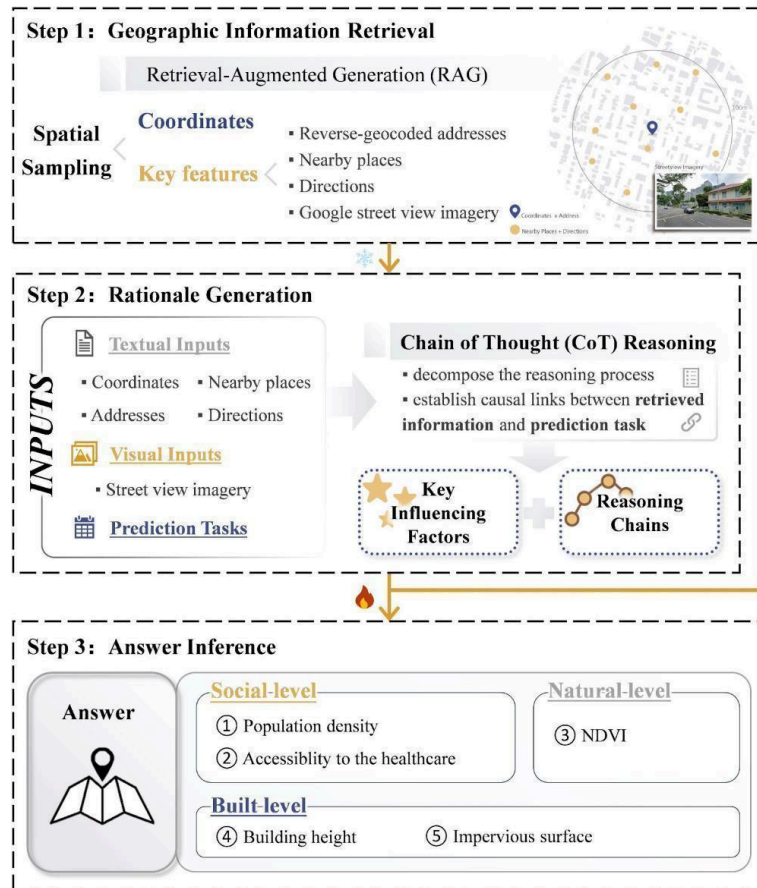 Step 1: Geographic Information Retrieval
Retrieval-Augmented Generation (RAG)
Spatial
Sampling
Coordinates
Key features
▪ Reverse-geocoded addresses
▪ Nearby places
▪ Directions
▪ Google street view imagery
Streetview Imagery
Coordinates + Address
Nearby Places + Directions
Step 2: Rationale Generation
INPUTS
Textual Inputs
▪ Coordinates ▪ Nearby places
▪ Addresses ▪ Directions
Visual Inputs
▪ Street view imagery
Prediction Tasks
Chain of Thought (CoT) Reasoning
▪ decompose the reasoning process
▪ establish causal links between retrieved
information and prediction task
Key
Influencing
Factors
Reasoning
Chains
Step 3: Answer Inference
Answer
Social-level
① Population density
② Accessiblity to the healthcare
Natural-level
③ NDVI
Built-level
④ Building height ⑤ Impervious surface